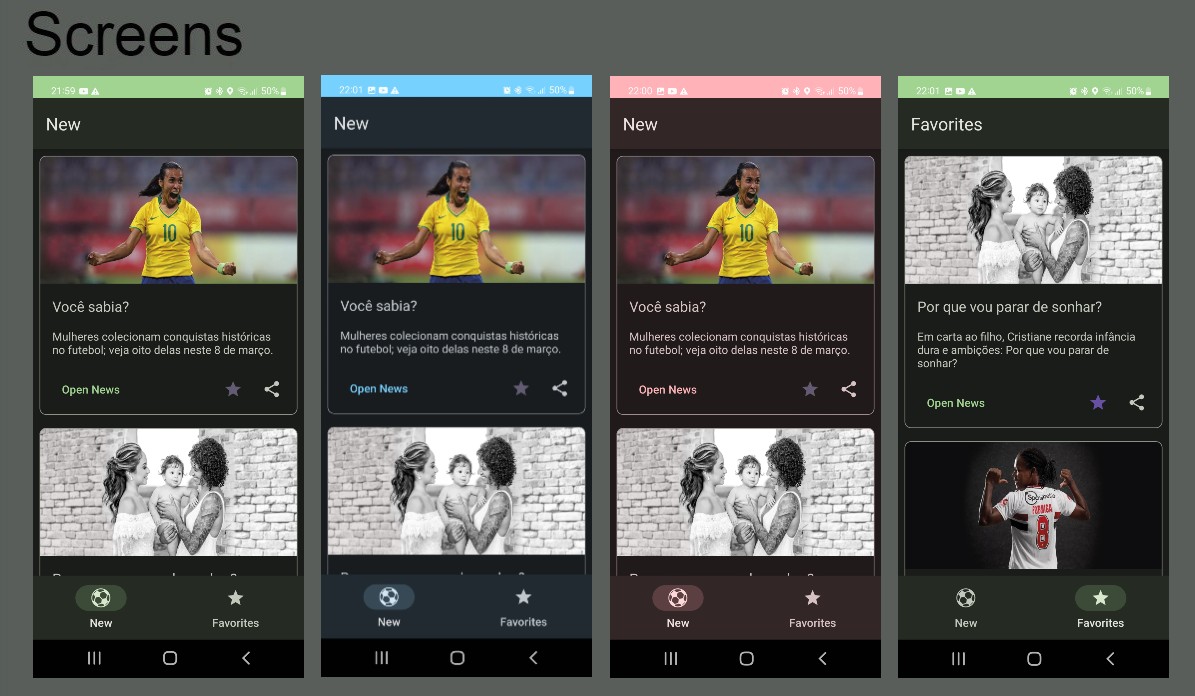 Screens
21:59
50%
New
10
Você sabia?
Mulheres colecionam conquistas históricas
no futebol; veja oito delas neste 8 de março.
Open News
New
Favorites
22:01
50%
New
10
Você sabia?
Mulheres colecionam conquistas históricas
no futebol; veja oito delas neste 8 de março.
Open News
New
Favorites
22:00
50%
New
10
Você sabia?
Mulheres colecionam conquistas históricas
no futebol; veja oito delas neste 8 de março.
Open News
New
Favorites
22:01
50%
Favorites
Por que vou parar de sonhar?
Em carta ao filho, Cristiane recorda infância
dura e ambições: Por que vou parar de
sonhar?
Open News
FORMIGA
8
New
Favorites